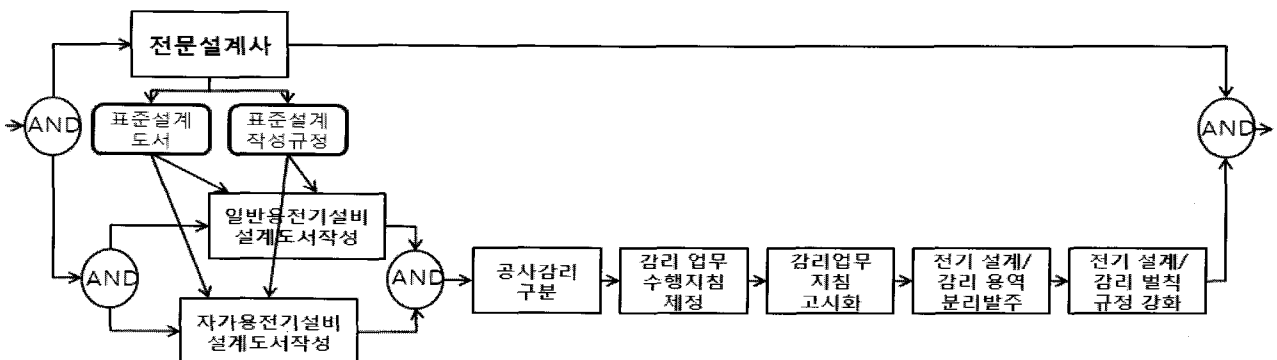 전문설계사
AND
표준설계
도서
표준설계
작성규정
AND
일반용전기설비
설계도서작성
AND
자가용전기설비
설계도서작성
AND
공사감리
구분
감리 업무
수행지침
제정
감리업무
지침
고시화
전기 설계/
감리 용역
분리발주
전기 설계/
감리 벌칙
규정 강화
AND